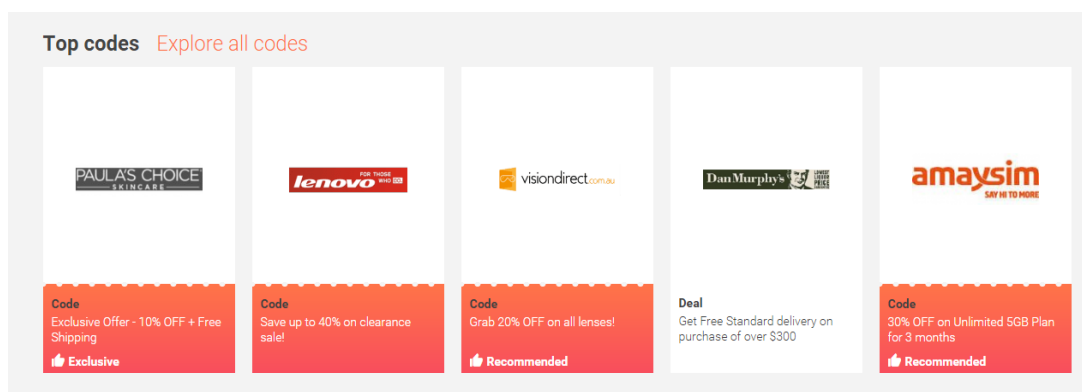 Top codes Explore all codes
PAULA'S CHOICE
SKINCARE
lenovo FOR THOSE WHO DO.
visiondirect.com.au
Dan Murphy's LOWEST LIQUOR PRICE
amaysim
SAY HI TO MORE
Code
Exclusive Offer - 10% OFF + Free
Shipping
Exclusive
Code
Save up to 40% on clearance
sale!
Code
Grab 20% OFF on all lenses!
Recommended
Deal
Get Free Standard delivery on
purchase of over $300
Code
30% OFF on Unlimited 5GB Plan
for 3 months
Recommended